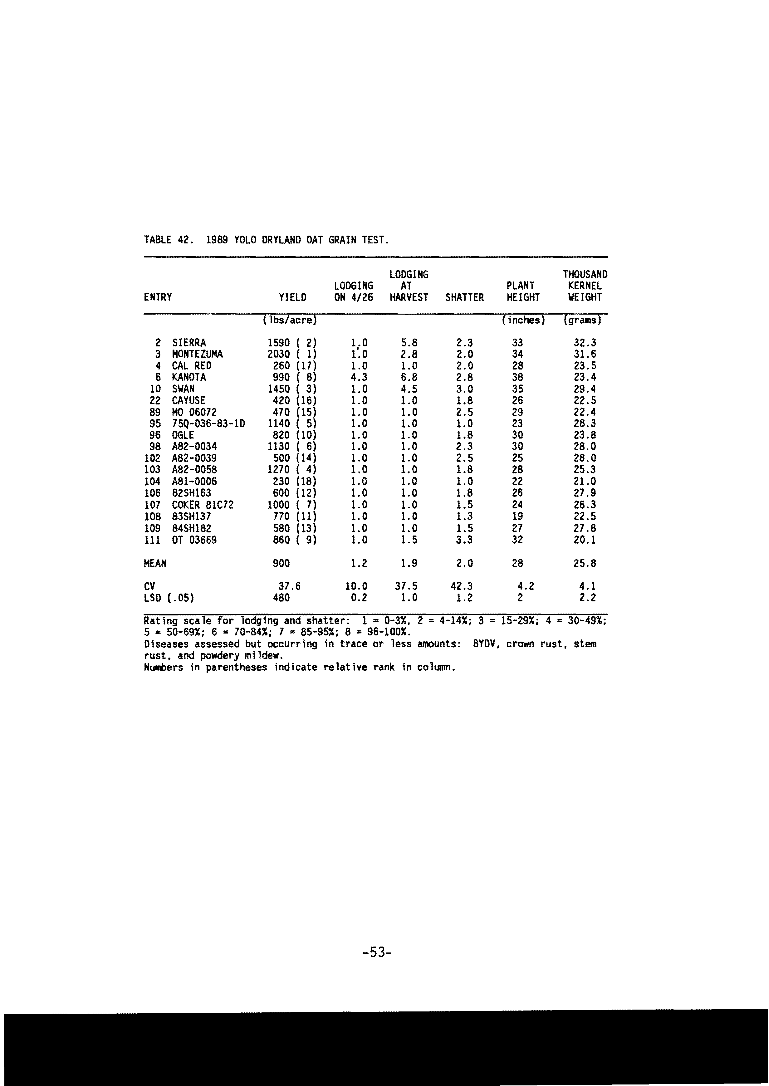 TABLE 42. 1989 YOLO DRYLAND OAT GRAIN TEST.
LODGING THOUSAND
LODGING AT PLANT KERNEL
ENTRY YIELD ON 4/26 HARVEST SHATTER HEIGHT WEIGHT
(lbs/acre) (inches) (grams)
2 SIERRA 1590 ( 2) 1.0 5.8 2.3 33 32.3
3 MONTEZUMA 2030 ( 1) 1.0 2.8 2.0 34 31.6
4 CAL RED 260 (17) 1.0 1.0 2.0 28 23.5
6 KANOTA 990 ( 8) 4.3 6.8 2.8 38 23.4
10 SWAN 1450 ( 3) 1.0 4.5 3.0 35 29.4
22 CAYUSE 420 (16) 1.0 1.0 1.8 26 22.5
89 MO 06072 470 (15) 1.0 1.0 2.5 29 22.4
95 75Q-036-83-1D 1140 ( 5) 1.0 1.0 1.0 23 28.3
96 OGLE 820 (10) 1.0 1.0 1.8 30 23.8
98 A82-0034 1130 ( 6) 1.0 1.0 2.3 30 28.0
102 A82-0039 500 (14) 1.0 1.0 2.5 25 28.0
103 A82-0058 1270 ( 4) 1.0 1.0 1.8 28 25.3
104 A81-0006 230 (18) 1.0 1.0 1.0 22 21.0
106 82SH163 600 (12) 1.0 1.0 1.8 26 27.9
107 COKER 81C72 1000 ( 7) 1.0 1.0 1.5 24 26.3
108 83SH137 770 (11) 1.0 1.0 1.3 19 22.5
109 84SH182 580 (13) 1.0 1.0 1.5 27 27.8
111 OT 03669 860 ( 9) 1.0 1.5 3.3 32 20.1
MEAN 900 1.2 1.9 2.0 28 25.8
CV 37.6 10.0 37.5 42.3 4.2 4.1
LSD (.05) 480 0.2 1.0 1.2 2 2.2
Rating scale for lodging and shatter: 1 = 0-3%, 2 = 4-14%; 3 = 15-29%; 4 = 30-49%;
5 = 50-69%; 6 = 70-84%; 7 = 85-95%; 8 = 96-100%.
Diseases assessed but occurring in trace or less amounts: BYDV, crown rust, stem
rust, and powdery mildew.
Numbers in parentheses indicate relative rank in column.
-53-